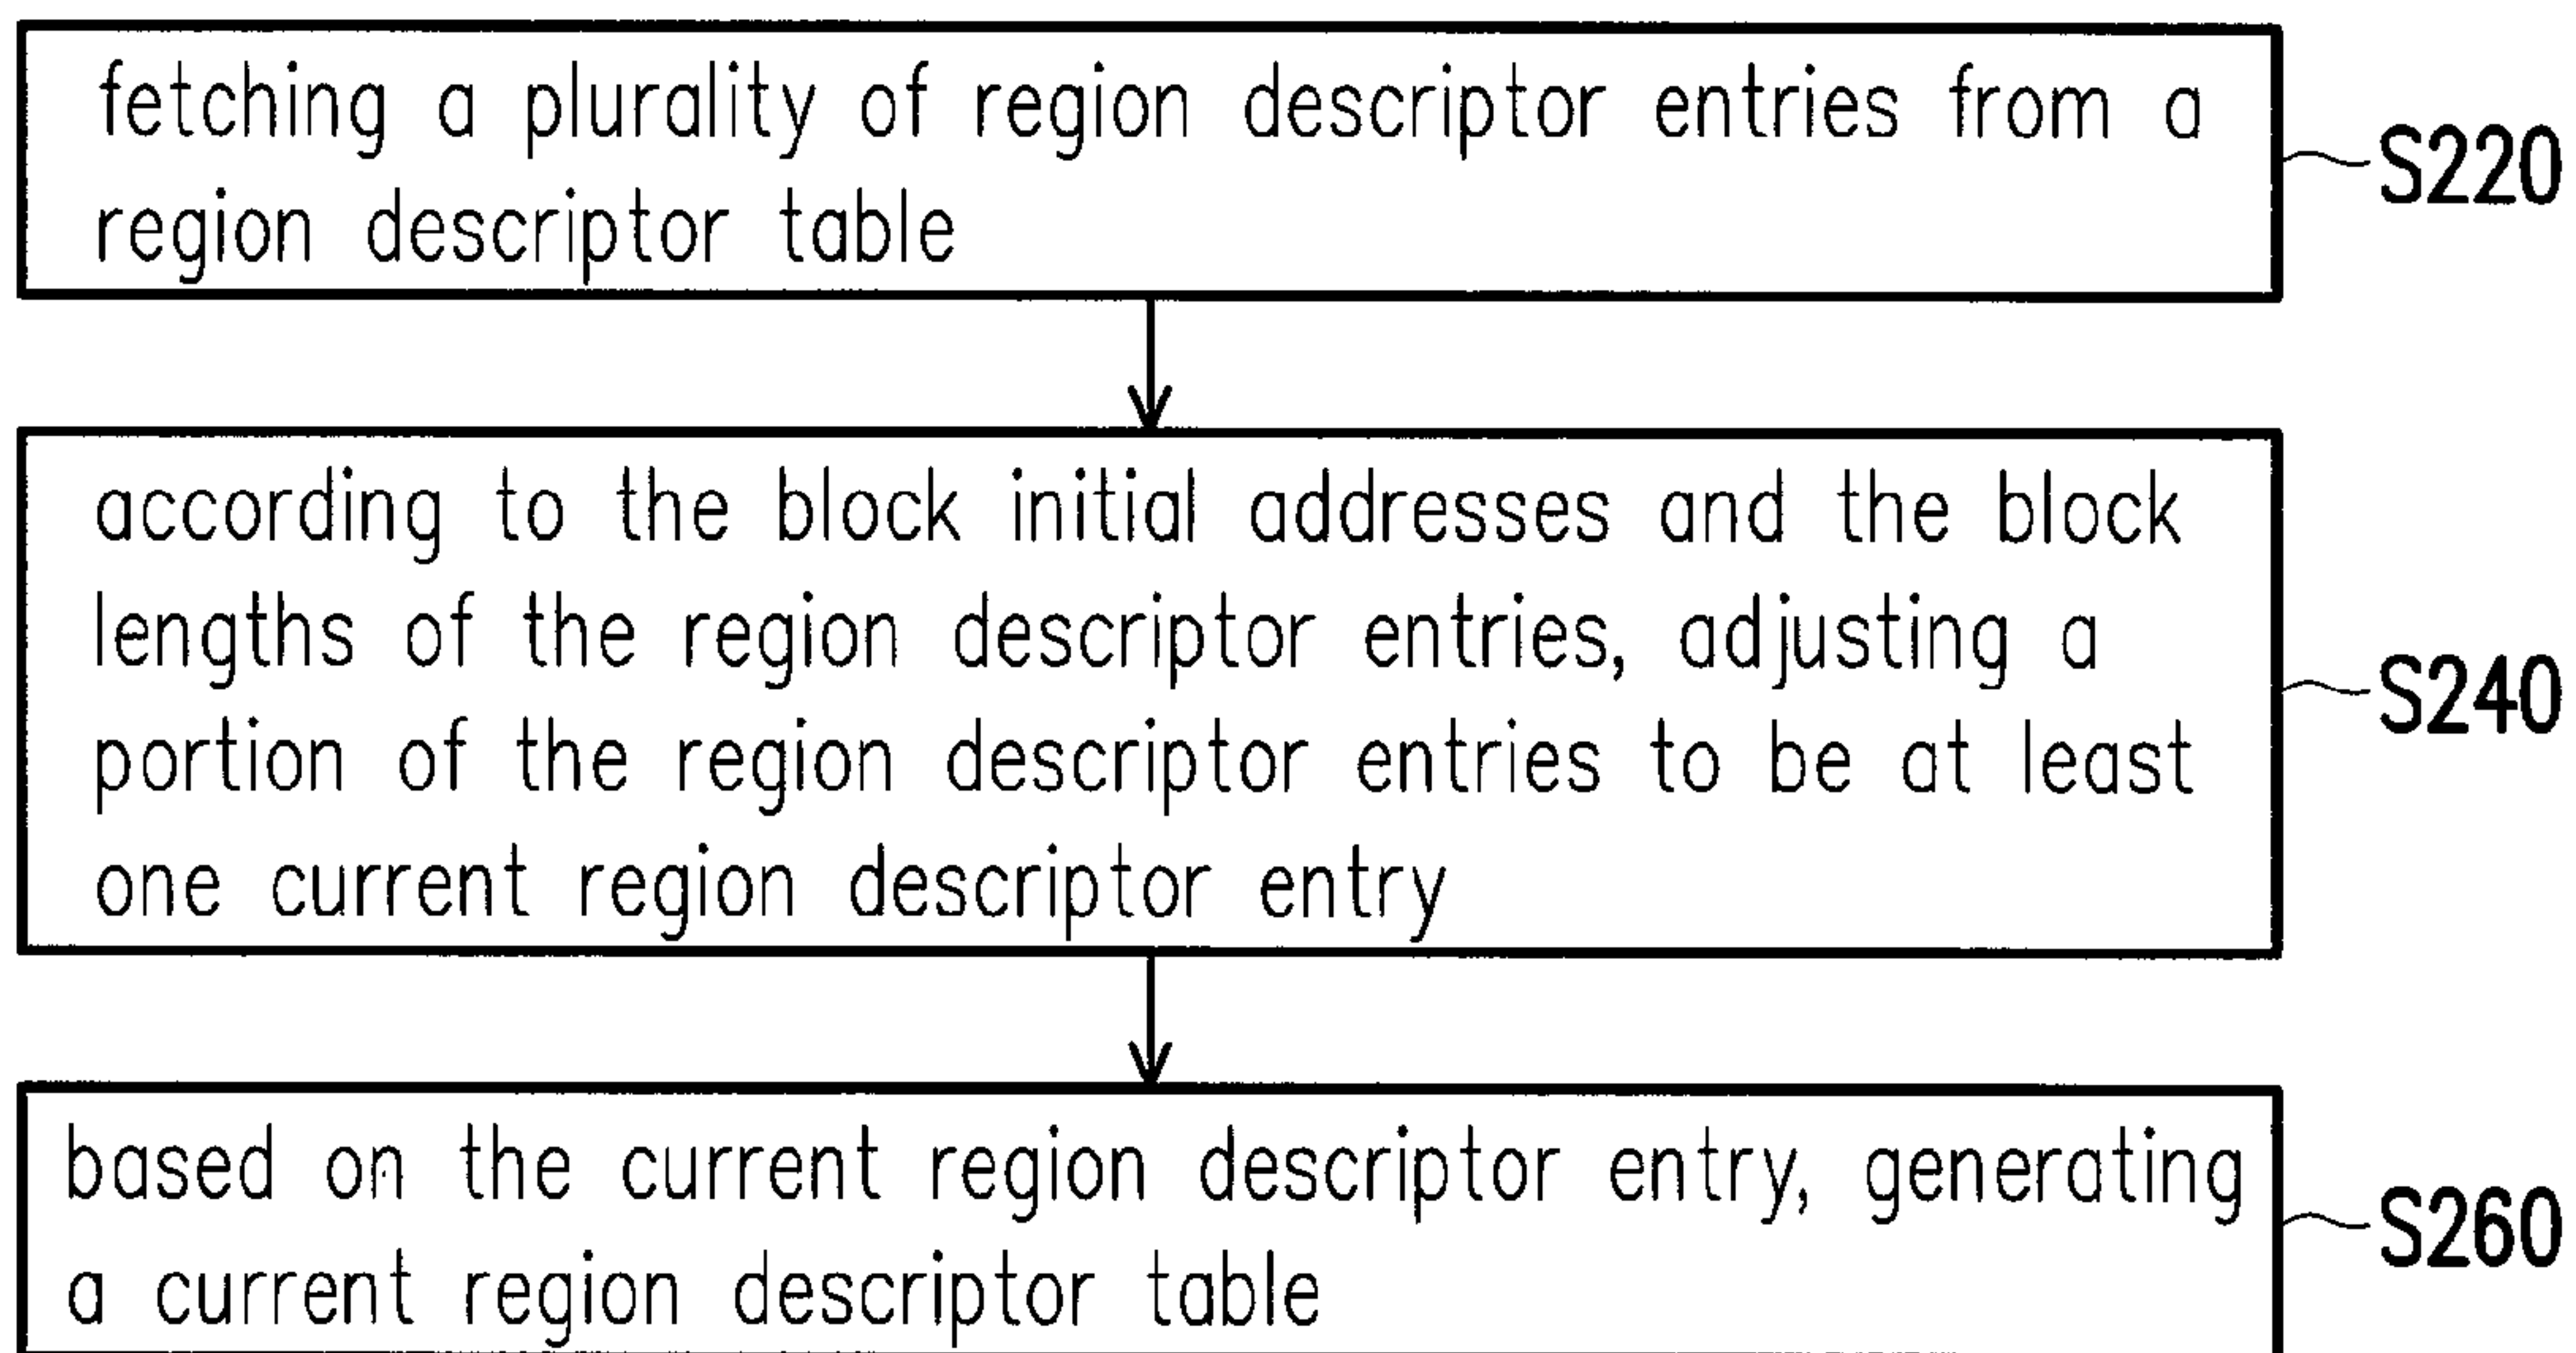 fetching a plurality of region descriptor entries from a
region descriptor table
S220
according to the block initial addresses and the block
lengths of the region descriptor entries, adjusting a
portion of the region descriptor entries to be at least
one current region descriptor entry
S240
based on the current region descriptor entry, generating
a current region descriptor table
S260